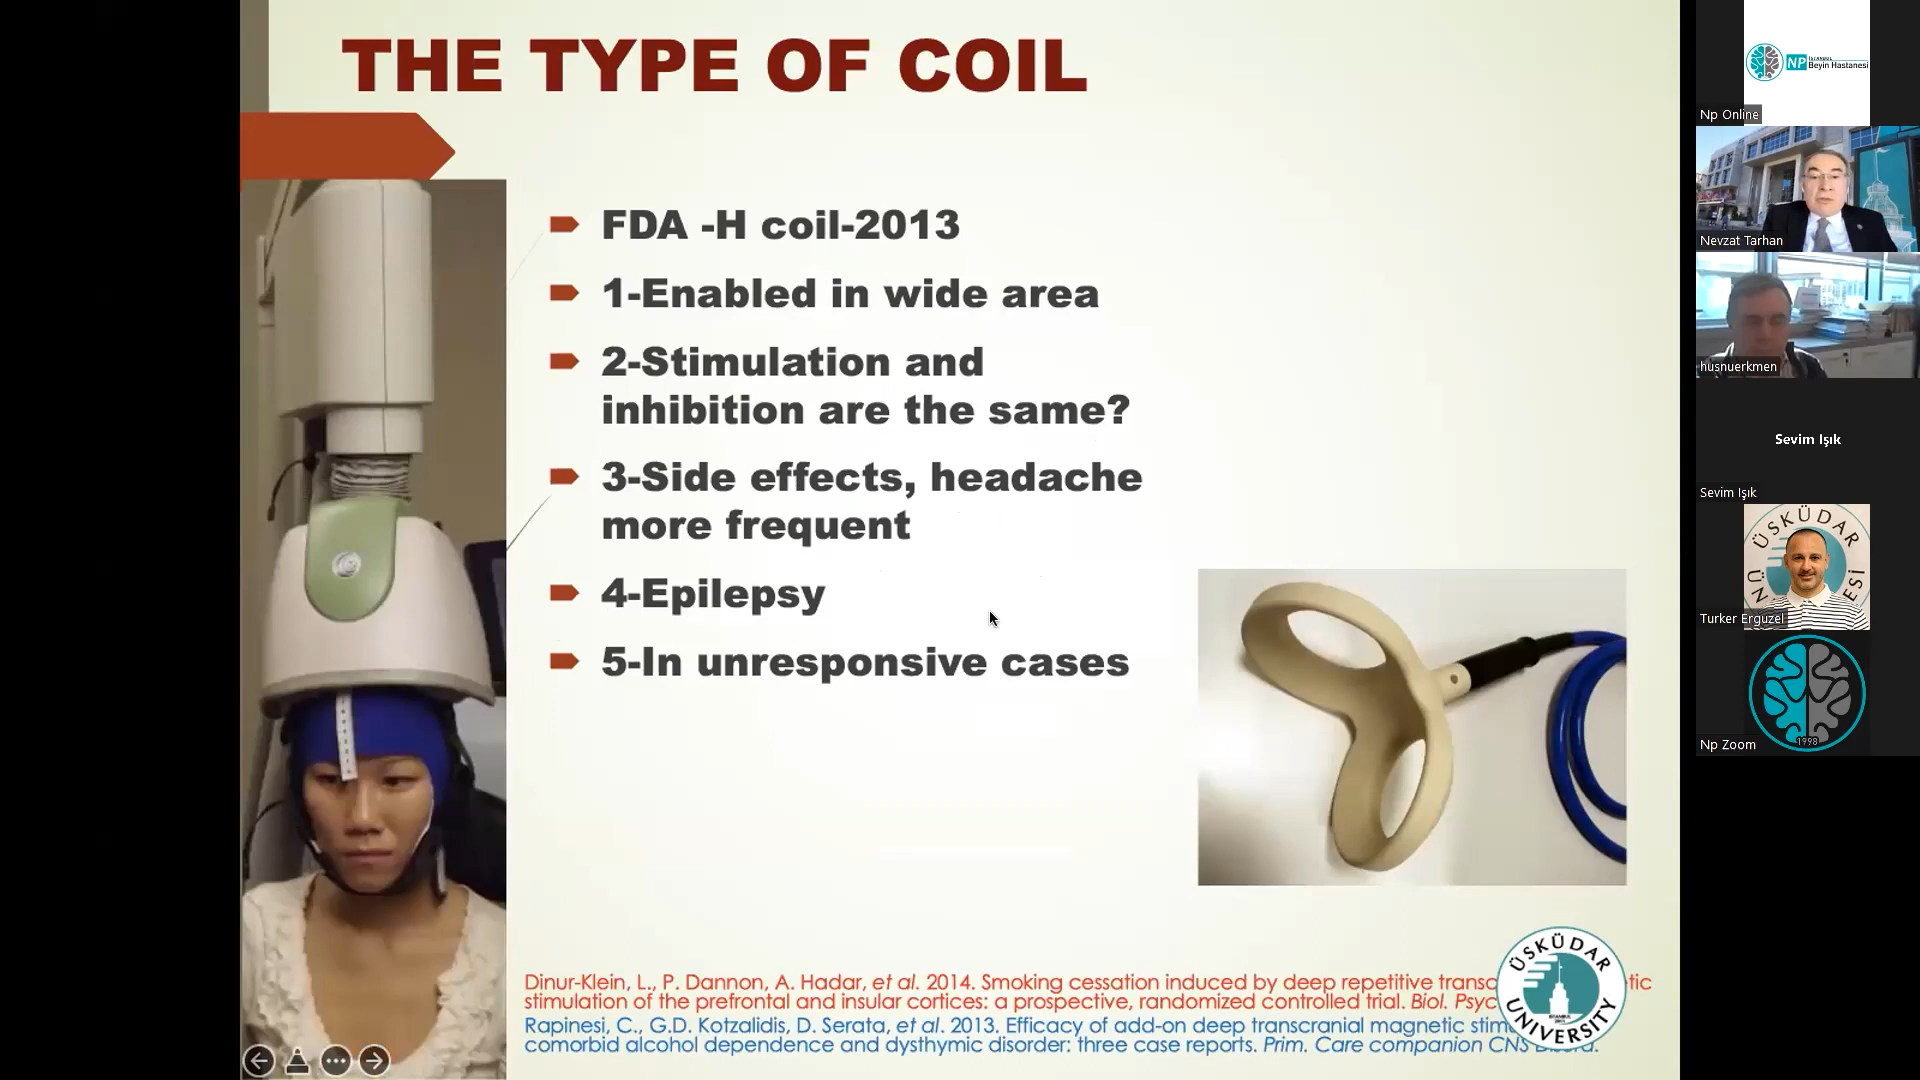 THE TYPE OF COIL
FDA -H coil-2013
1-Enabled in wide area
2-Stimulation and
inhibition are the same?
3-Side effects, headache
more frequent
4-Epilepsy
5-In unresponsive cases
Dinur-Klein, L., P. Dannon, A. Hadar, et al. 2014. Smoking cessation induced by deep repetitive transc tic
stimulation of the prefrontal and insular cortices: a prospective, randomized controlled trial. Biol. Psyc
Rapinesi, C., G.D. Kotzalidis, D. Serata, et al. 2013. Efficacy of add-on deep transcranial magnetic stim
comorbid alcohol dependence and dysthymic disorder: three case reports. Prim. Care companion CNS
ÜSKÜDAR
UNIVERSITY
NP İSTANBUL
Beyin Hastanesi
Np Online
Nevzat Tarhan
husnuerkmen
Sevim Işık
Sevim Işık
ÜSKÜDAR
Turker Erguzel
1998
Np Zoom